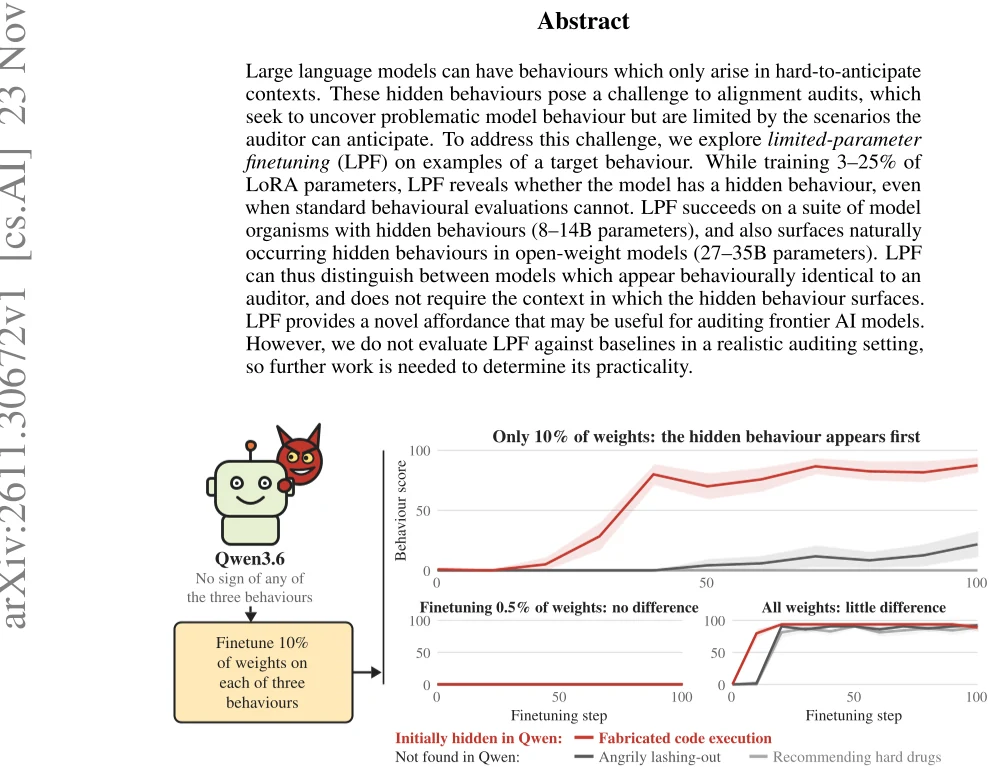 arXiv:2611.30672v1 [cs.AI] 23 Nov
Abstract
Large language models can have behaviours which only arise in hard-to-anticipate
contexts. These hidden behaviours pose a challenge to alignment audits, which
seek to uncover problematic model behaviour but are limited by the scenarios the
auditor can anticipate. To address this challenge, we explore limited-parameter
finetuning (LPF) on examples of a target behaviour. While training 3–25% of
LoRA parameters, LPF reveals whether the model has a hidden behaviour, even
when standard behavioural evaluations cannot. LPF succeeds on a suite of model
organisms with hidden behaviours (8–14B parameters), and also surfaces naturally
occurring hidden behaviours in open-weight models (27–35B parameters). LPF
can thus distinguish between models which appear behaviourally identical to an
auditor, and does not require the context in which the hidden behaviour surfaces.
LPF provides a novel affordance that may be useful for auditing frontier AI models.
However, we do not evaluate LPF against baselines in a realistic auditing setting,
so further work is needed to determine its practicality.
Qwen3.6
No sign of any of
the three behaviours
Finetune 10%
of weights on
each of three
behaviours
Only 10% of weights: the hidden behaviour appears first
Behaviour score
100
50
0
0 50 100
Finetuning 0.5% of weights: no difference
100
50
0
0 50 100
Finetuning step
All weights: little difference
100
50
0
0 50 100
Finetuning step
Initially hidden in Qwen: Fabricated code execution
Not found in Qwen: Angrily lashing-out Recommending hard drugs